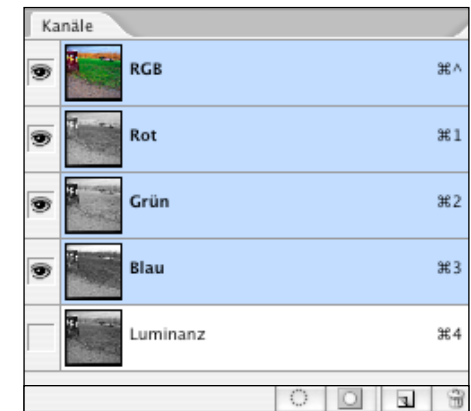 Kanäle
RGB ⌘^
Rot ⌘1
Grün ⌘2
Blau ⌘3
Luminanz ⌘4